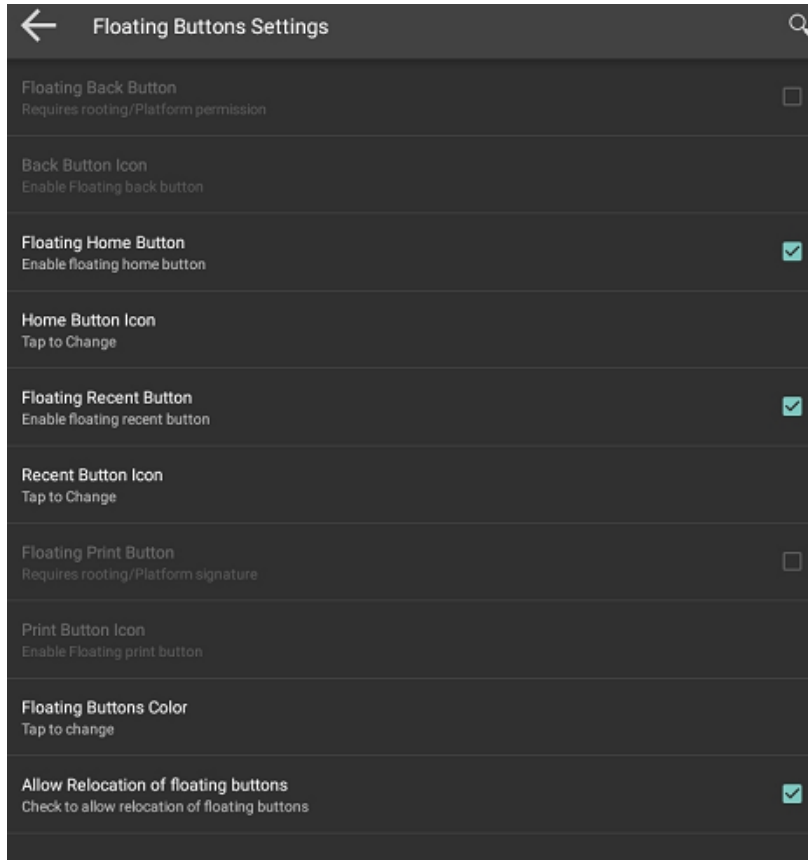 Floating Buttons Settings
Floating Back Button
Requires rooting/Platform permission
Back Button Icon
Enable Floating back button
Floating Home Button
Enable floating home button
Home Button Icon
Tap to Change
Floating Recent Button
Enable floating recent button
Recent Button Icon
Tap to Change
Floating Print Button
Requires rooting/Platform signature
Print Button Icon
Enable Floating print button
Floating Buttons Color
Tap to change
Allow Relocation of floating buttons
Check to allow relocation of floating buttons